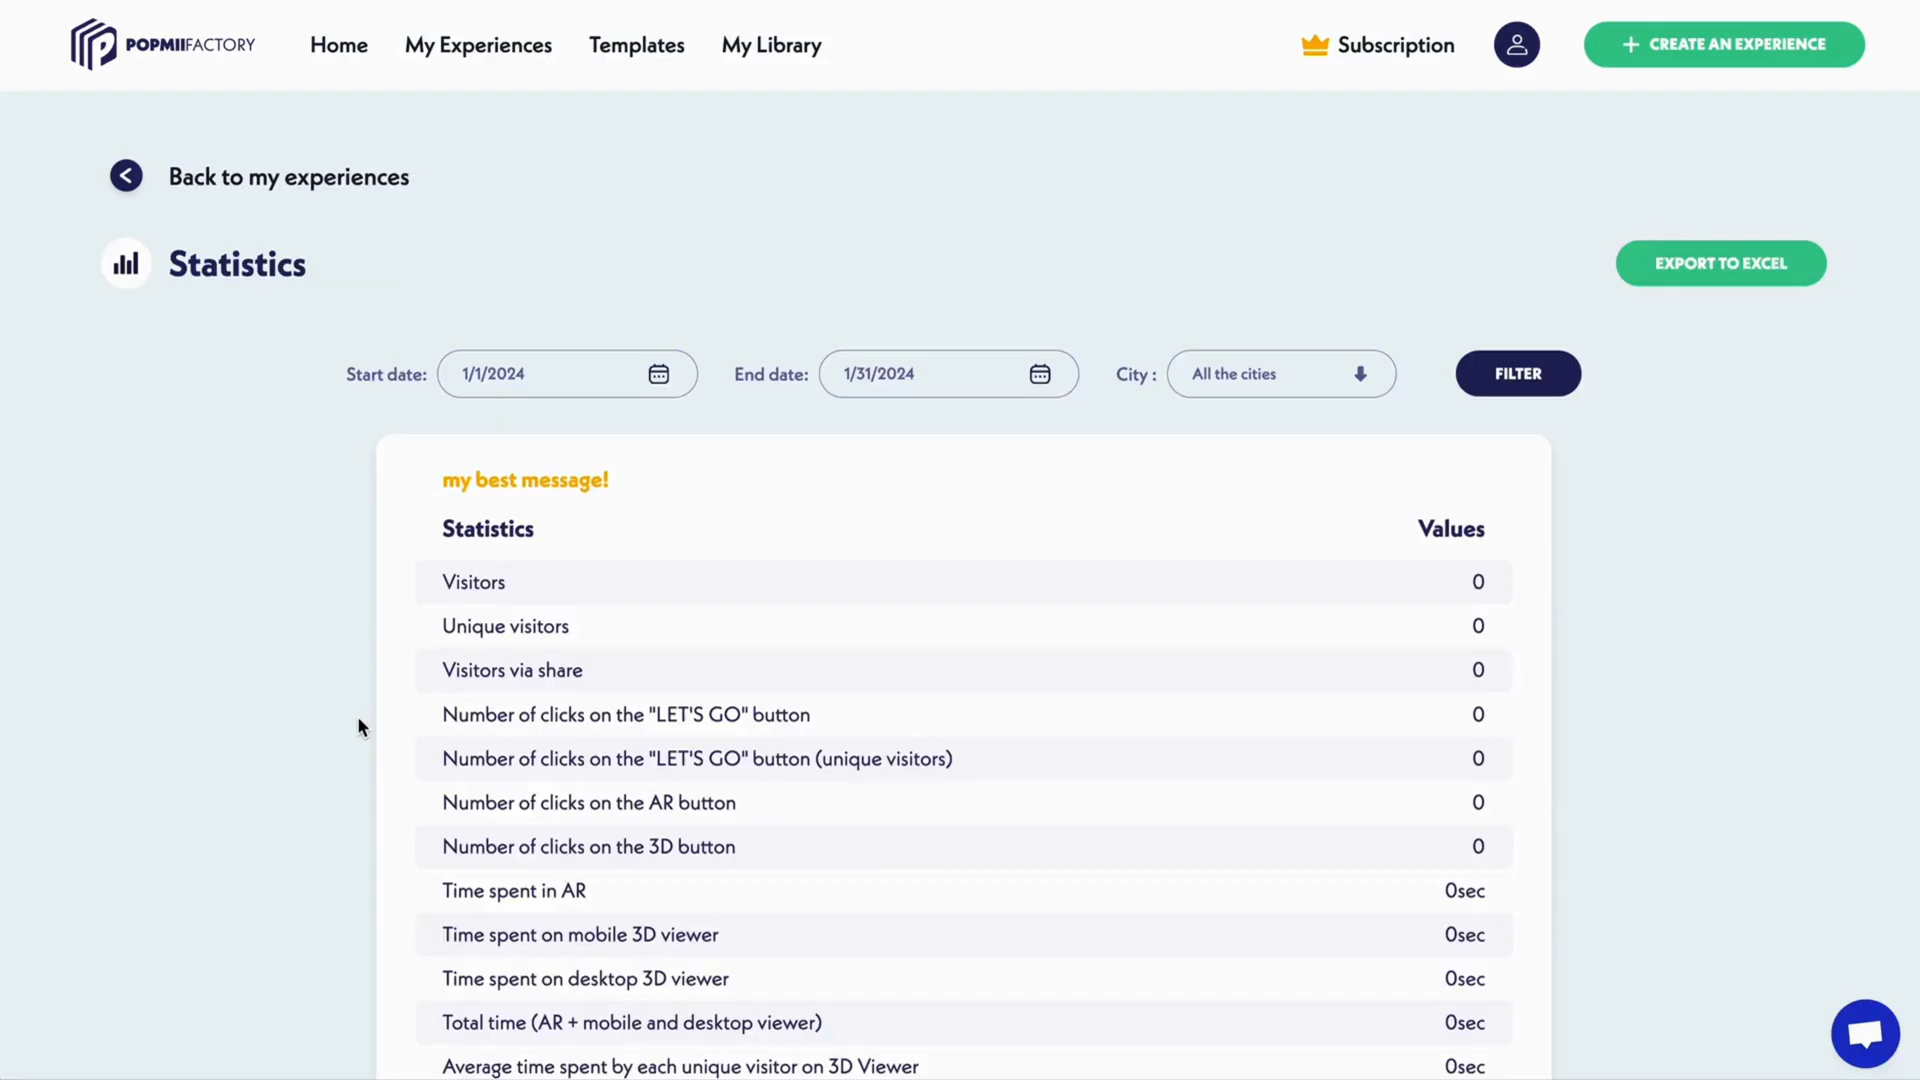 POPMIIFACTORY
Home
My Experiences
Templates
My Library
Subscription
+ CREATE AN EXPERIENCE
Back to my experiences
Statistics
EXPORT TO EXCEL
Start date: 1/1/2024
End date: 1/31/2024
City : All the cities
FILTER
my best message!
Statistics Values
Visitors 0
Unique visitors 0
Visitors via share 0
Number of clicks on the "LET'S GO" button 0
Number of clicks on the "LET'S GO" button (unique visitors) 0
Number of clicks on the AR button 0
Number of clicks on the 3D button 0
Time spent in AR 0sec
Time spent on mobile 3D viewer 0sec
Time spent on desktop 3D viewer 0sec
Total time (AR + mobile and desktop viewer) 0sec
Average time spent by each unique visitor on 3D Viewer 0sec